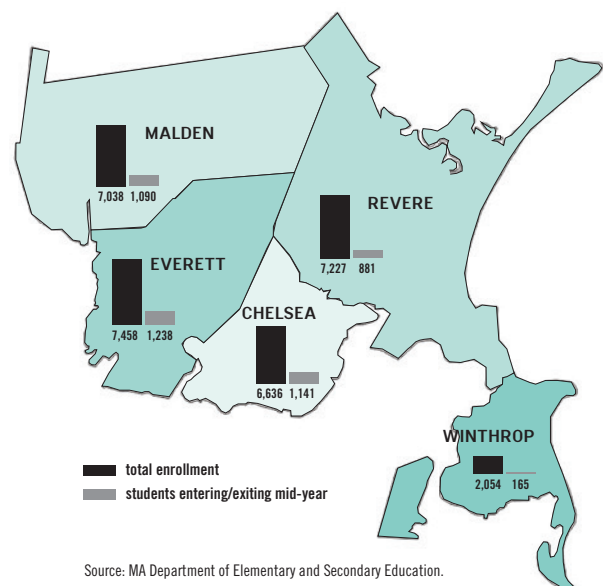 MALDEN
7,038 1,090
REVERE
7,227 881
EVERETT
7,458 1,238
CHELSEA
6,636 1,141
WINTHROP
2,054 165
total enrollment
students entering/exiting mid-year
Source: MA Department of Elementary and Secondary Education.